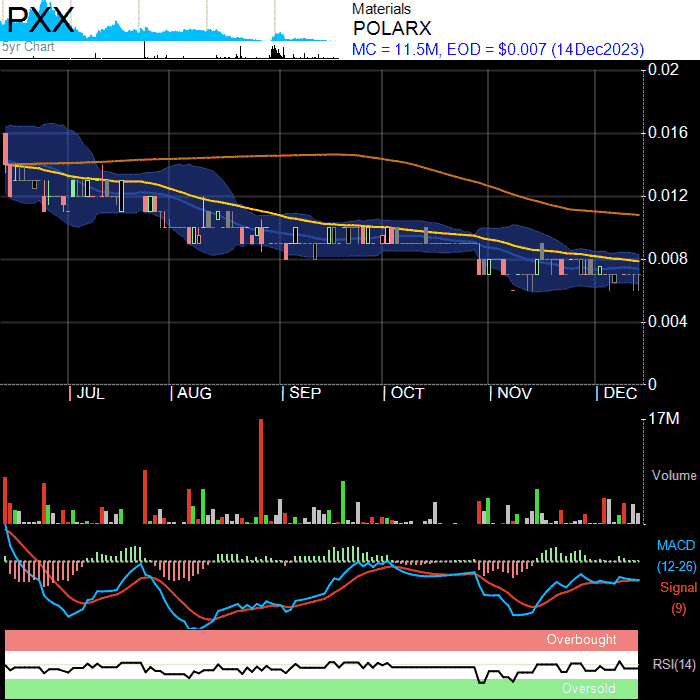 PXX
5yr Chart
Materials
POLARX
MC = 11.5M, EOD = $0.007 (14Dec2023)
0.02
0.016
0.012
0.008
0.004
0
JUL
AUG
SEP
OCT
NOV
DEC
17M
Volume
MACD
(12-26)
Signal
(9)
Overbought
RSI(14)
Oversold